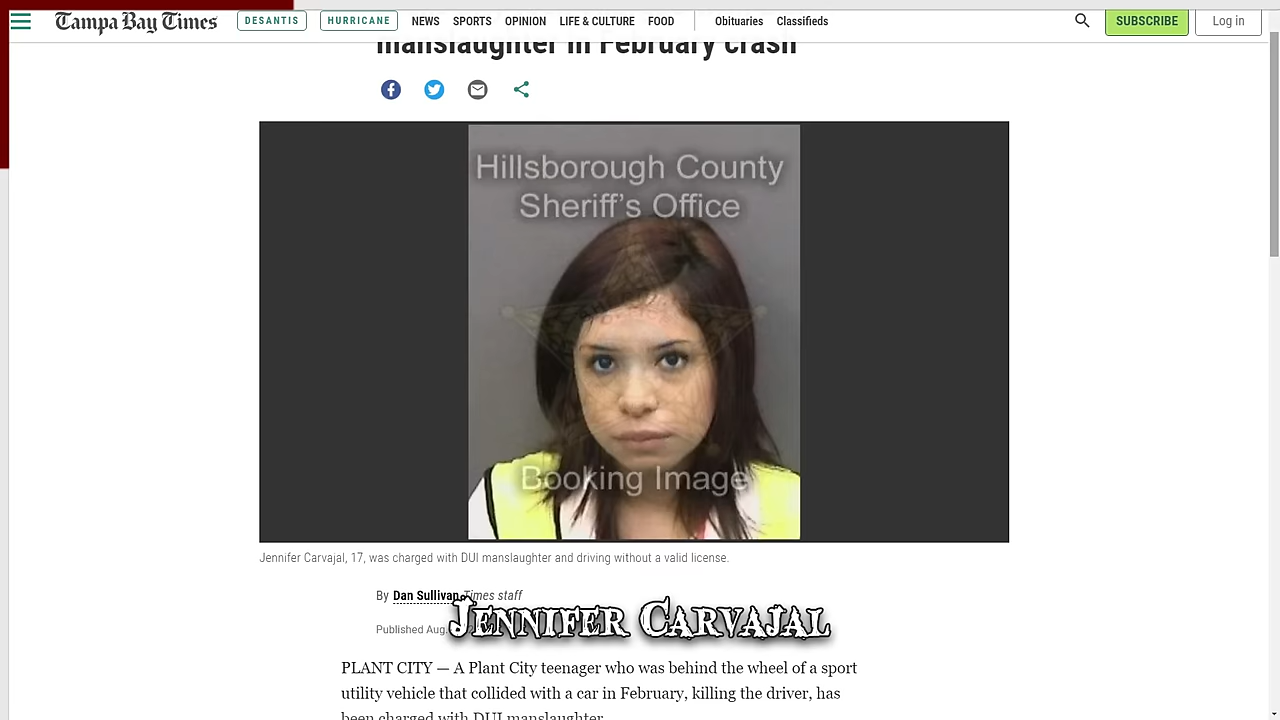 Tampa Bay Times
DESANTIS
HURRICANE
NEWS
SPORTS
OPINION
LIFE & CULTURE
FOOD
Obituaries
Classifieds
SUBSCRIBE
Log in
manslaughter in February crash
Hillsborough County
Sheriff's Office
Booking Image
Jennifer Carvajal, 17, was charged with DUI manslaughter and driving without a valid license.
By Dan Sullivan Times staff
Published Aug.
JENNIFER CARVAJAL
PLANT CITY — A Plant City teenager who was behind the wheel of a sport
utility vehicle that collided with a car in February, killing the driver, has
been charged with DUI manslaughter.